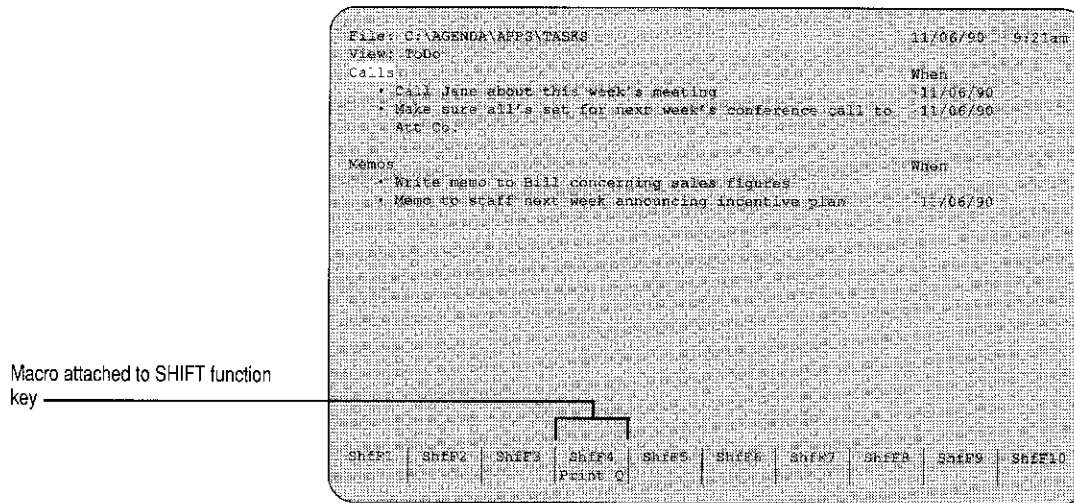 File: C:\AGENDA\APPS\TASKS 11/06/90 9:21am
View: ToDo
Calls When
• Call Jane about this week's meeting ·11/06/90
• Make sure all's set for next week's conference call to ·11/06/90
Att Co.
Memos When
• Write memo to Bill concerning sales figures
• Memo to staff next week announcing incentive plan ·11/06/90
Macro attached to SHIFT function
key
ShfF1 ShfF2 ShfF3 ShfF4 ShfF5 ShfF6 ShfF7 ShfF8 ShfF9 ShfF10
Print Q